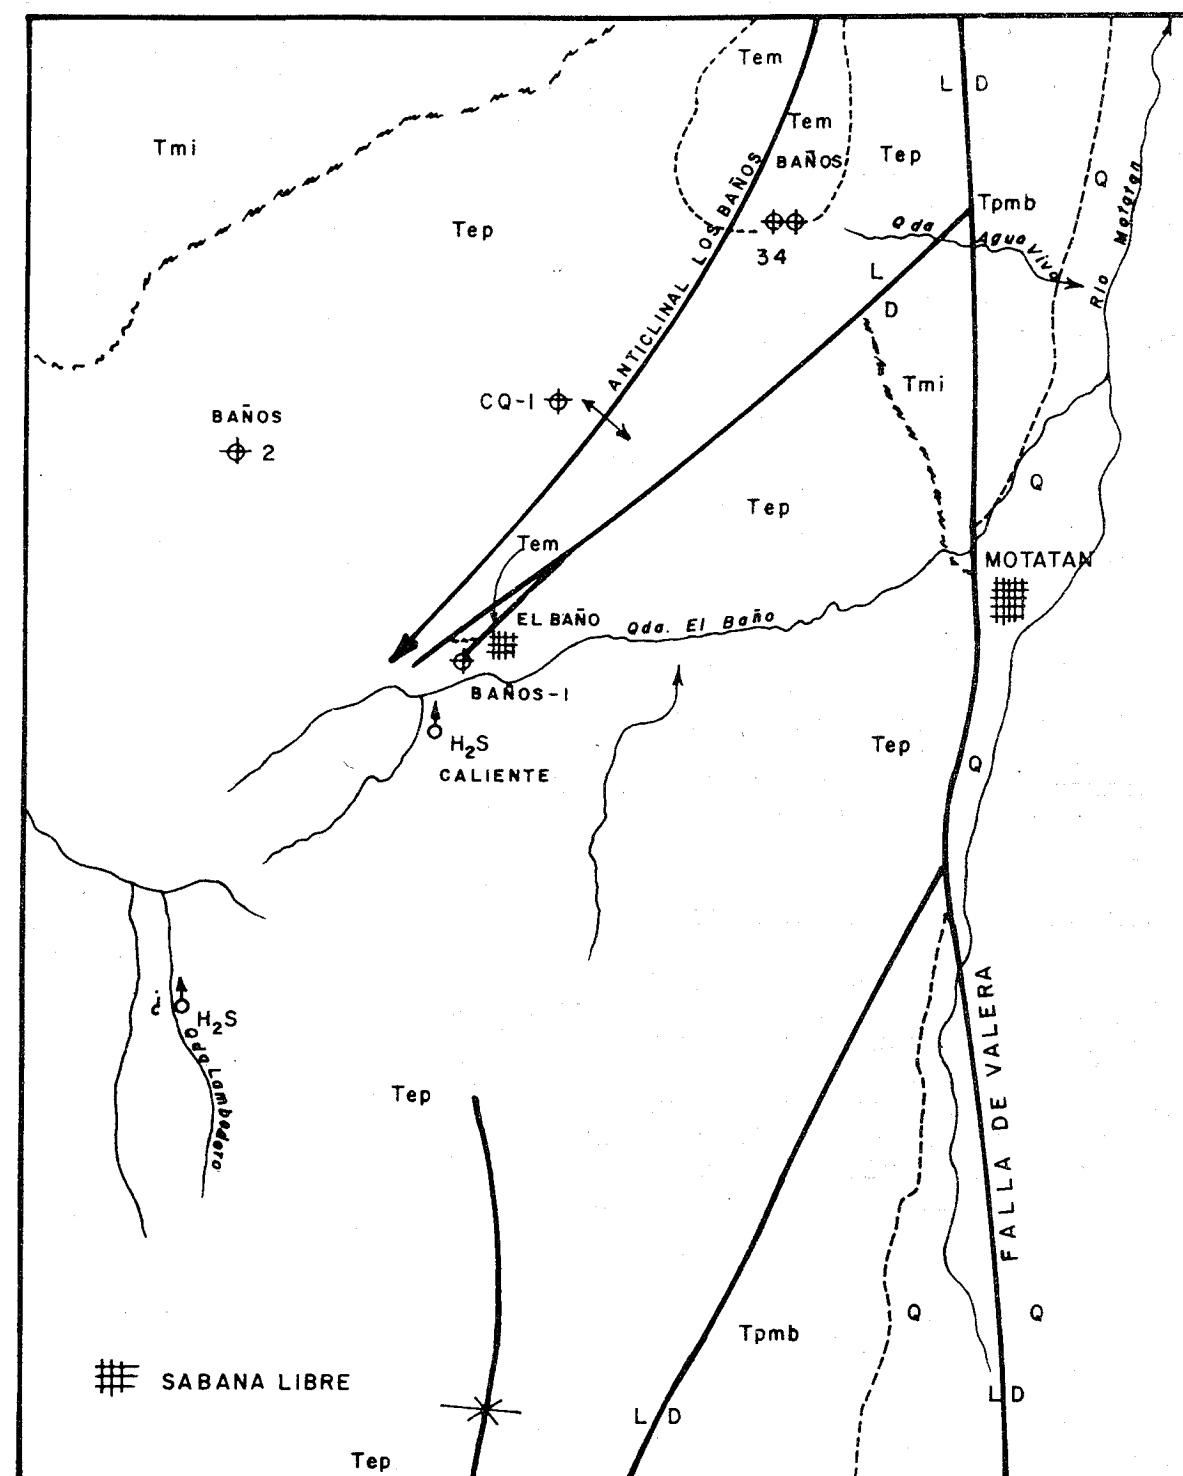 Tem
L D
Tmi
Tem
BAÑOS
Tep
Q
Tpmb
Tep
Qda Agua Viva
Rio Motatan
34
ANTICLINAL LOS BAÑOS
L
D
Tmi
CQ-1
BAÑOS
2
Q
Tep
Tem
MOTATAN
EL BAÑO
Qda. El Baño
BAÑOS-1
H2S
CALIENTE
Tep
Q
¿
H2S
Qda Lambedero
FALLA DE VALERA
Tep
Q
Q
Tpmb
SABANA LIBRE
L D
L D
Tep